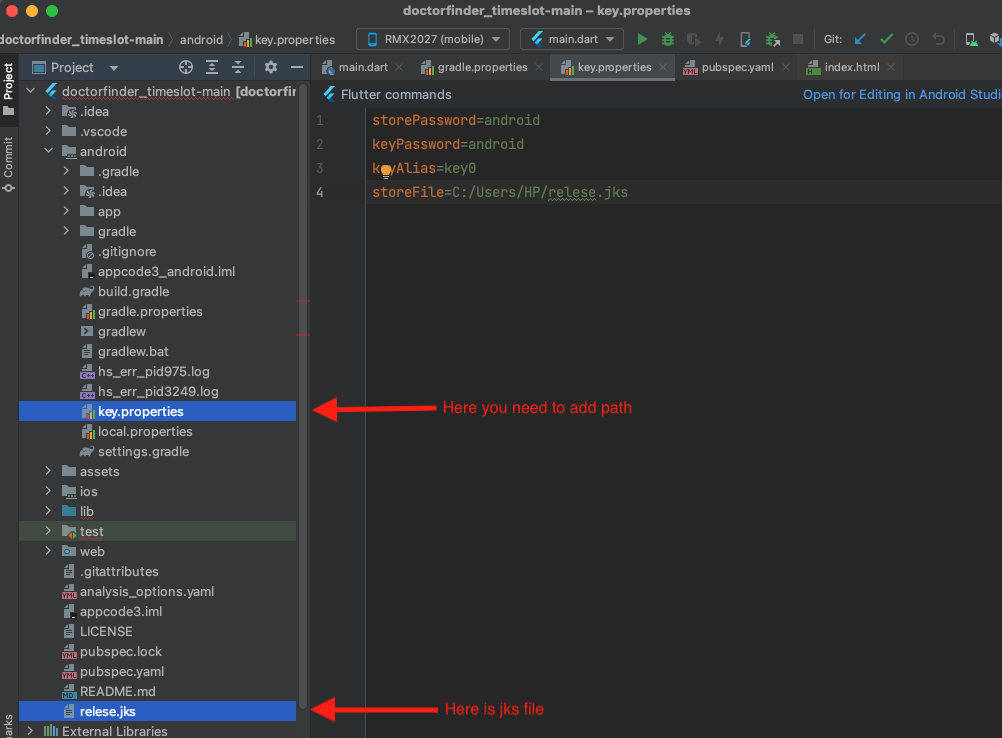 doctorfinder_timeslot-main – key.properties
doctorfinder_timeslot-main android key.properties RMX2027 (mobile) main.dart Git:
Project main.dart gradle.properties key.properties pubspec.yaml index.html
Project
Commit
arks
doctorfinder_timeslot-main [doctorfin
.idea
.vscode
android
.gradle
.idea
app
gradle
.gitignore
appcode3_android.iml
build.gradle
gradle.properties
gradlew
gradlew.bat
hs_err_pid975.log
hs_err_pid3249.log
key.properties
local.properties
settings.gradle
assets
ios
lib
test
web
.gitattributes
analysis_options.yaml
appcode3.iml
LICENSE
pubspec.lock
pubspec.yaml
README.md
relese.jks
External Libraries
Flutter commands Open for Editing in Android Studi
1 storePassword=android
2 keyPassword=android
3 keyAlias=key0
4 storeFile=C:/Users/HP/relese.jks
Here you need to add path
Here is jks file